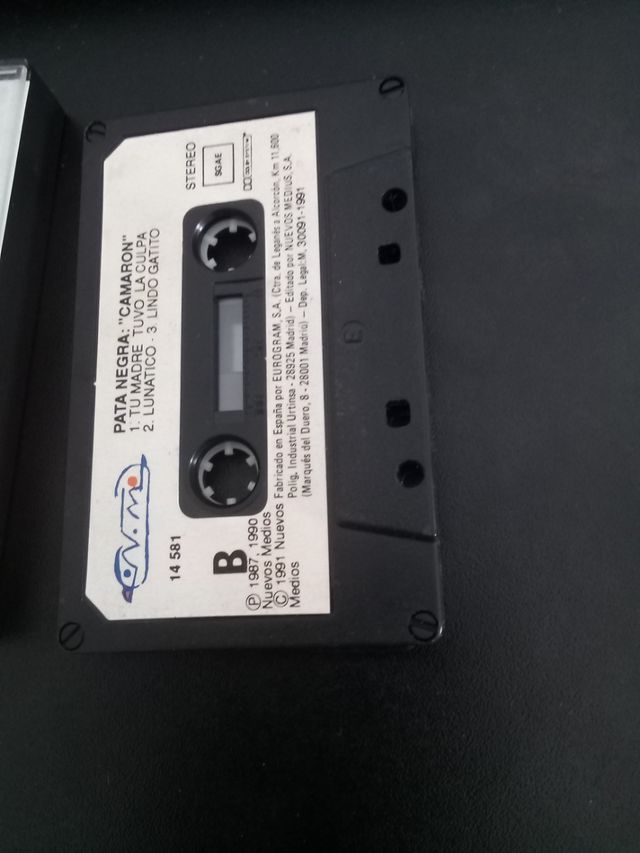 PATA NEGRA: "CAMARON"
1. TU MADRE TUVO LA CULPA
2. LUNATICO - 3. LINDO GATITO
N.M.
STEREO
SGAE
14 581
B
Ⓟ 1987, 1990
Nuevos Medios
© 1991 Nuevos
Medios
Fabricado en España por EUROGRAM, S.A. (Ctra. de Leganés a Alcorcón, Km 11,600
Polig. Industrial Urtinsa - 28925 Madrid) – Editado por NUEVOS MEDIOS, S.A.
(Marqués del Duero, 8 - 28001 Madrid) – Dep. Legal: M. 30091-1991